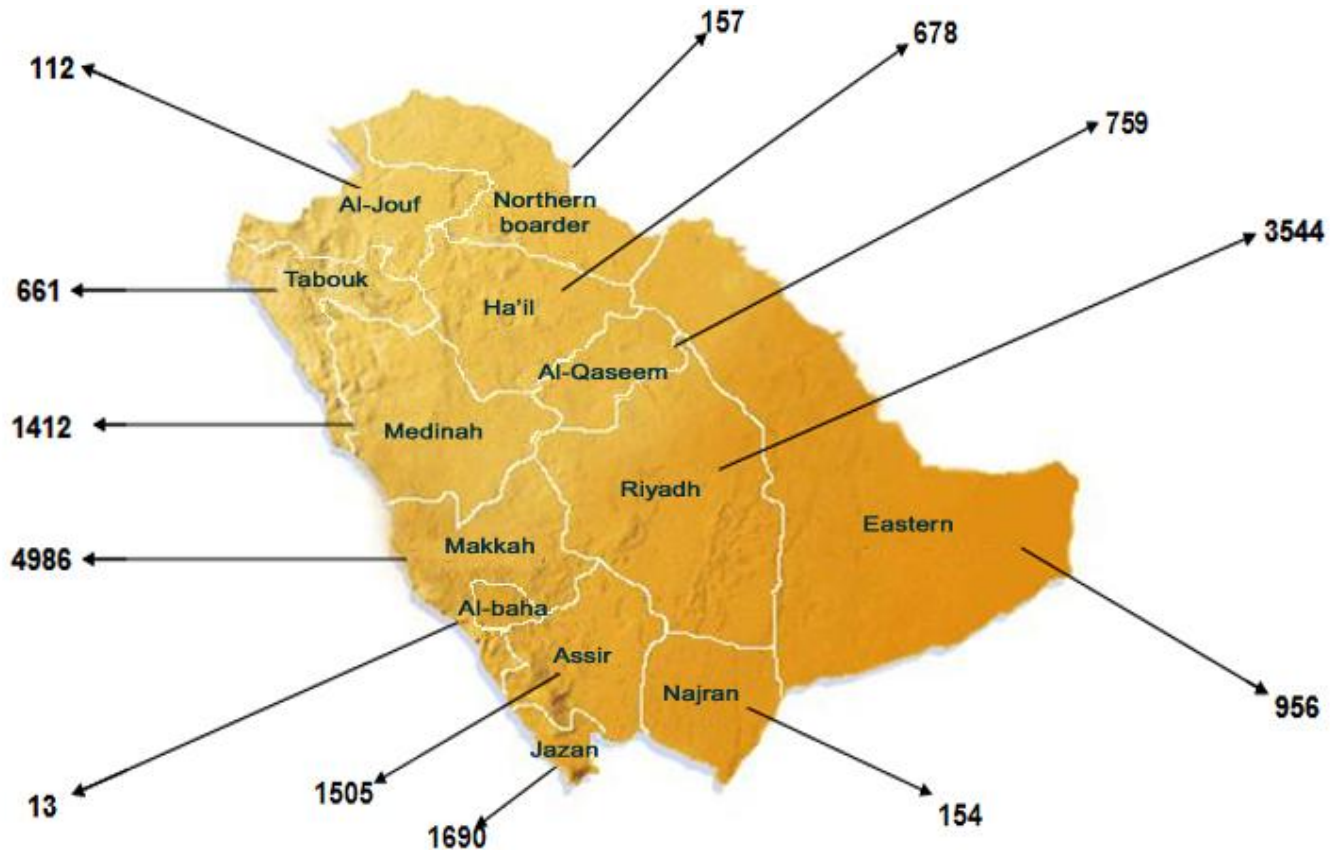 157
678
112
759
Al-Jouf
Northern
boarder
3544
Tabouk
661
Ha'il
Al-Qaseem
1412
Medinah
Riyadh
Eastern
Makkah
4986
Al-baha
Assir
Najran
956
Jazan
1505
13
154
1690